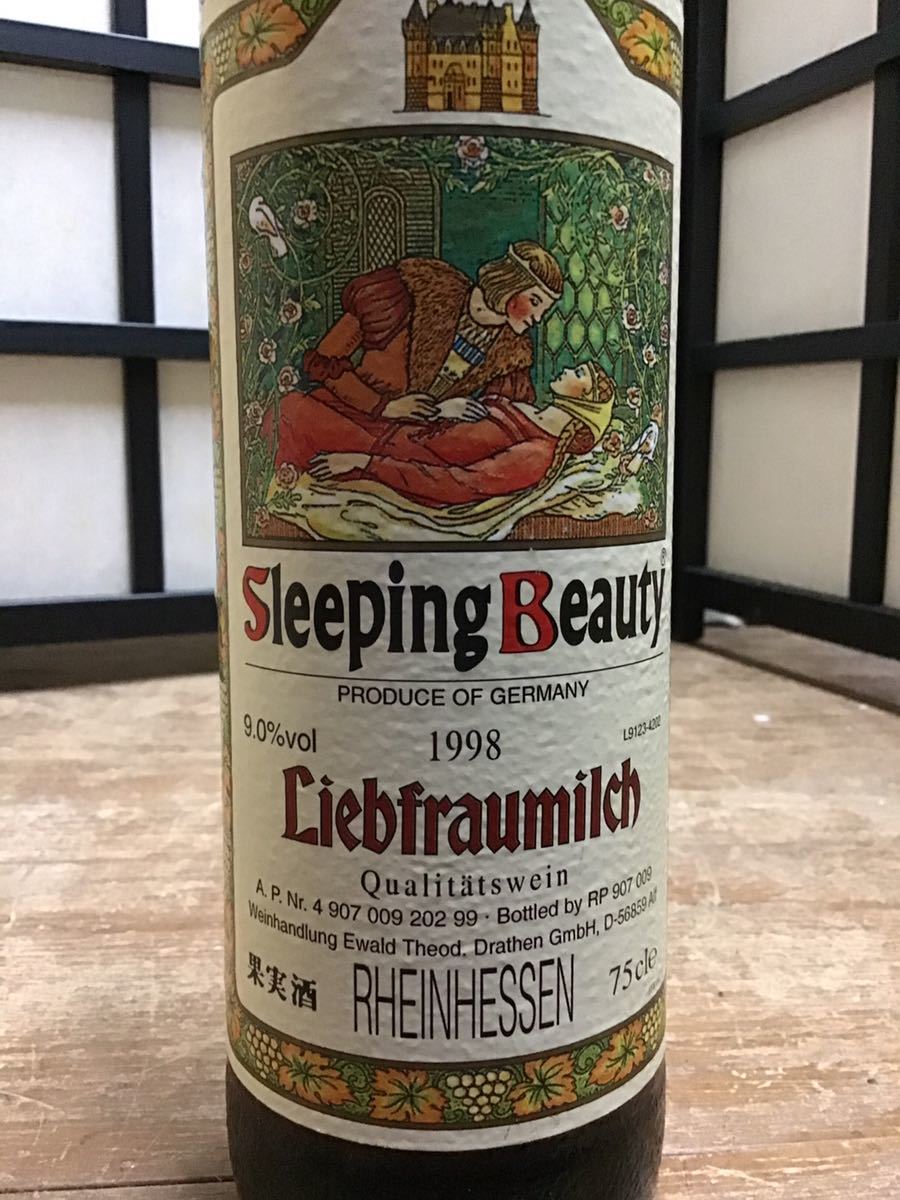 Sleeping Beauty®
PRODUCE OF GERMANY
9.0%vol
1998
L9123-4202
Liebfraumilch
Qualitätswein
A. P. Nr. 4 907 009 202 99 · Bottled by RP 907 009
Weinhandlung Ewald Theod. Drathen GmbH, D-56859 Alf
果実酒
RHEINHESSEN
75cle